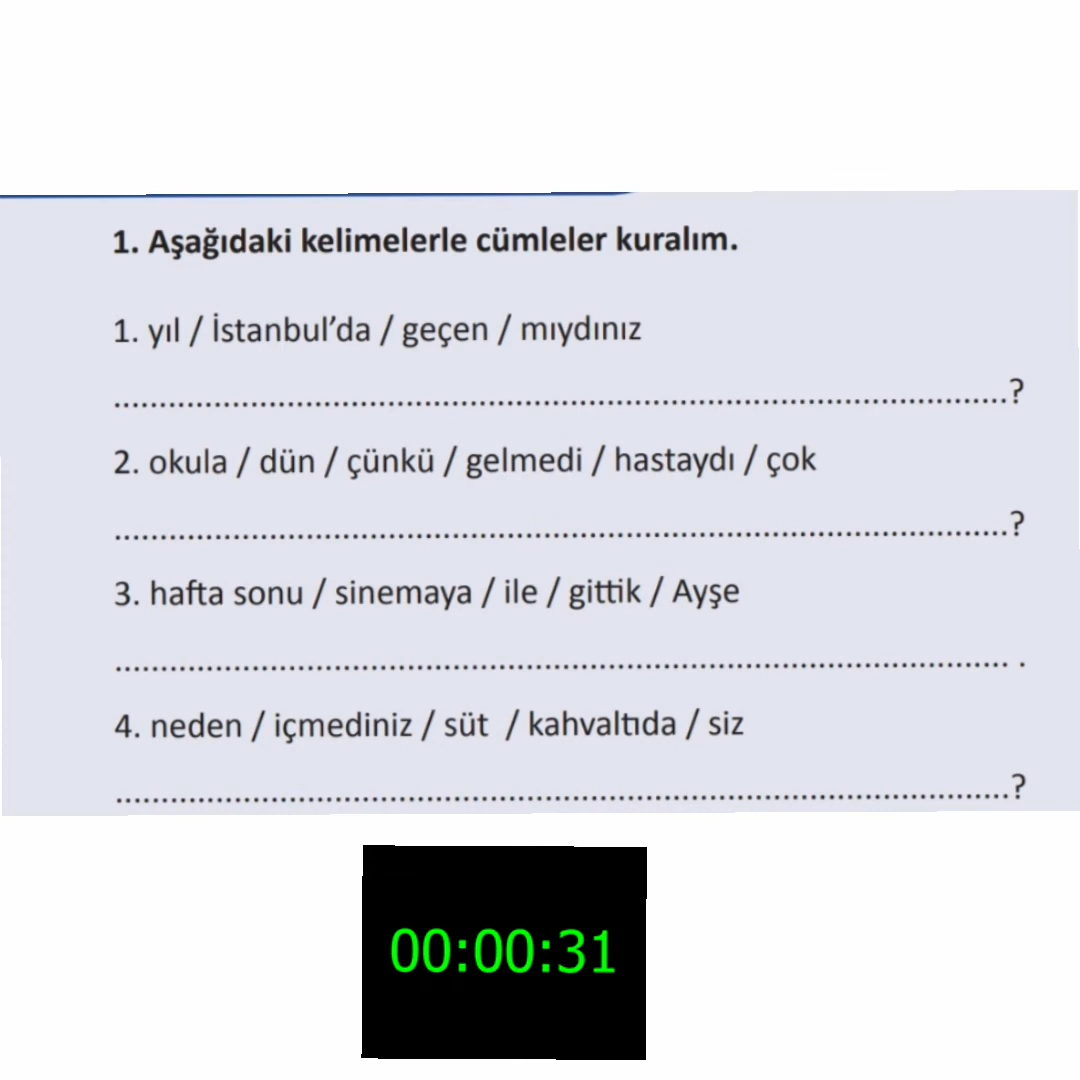 1. Aşağıdaki kelimelerle cümleler kuralım.
1. yıl / İstanbul’da / geçen / mıydınız
....................................................................................................?
2. okula / dün / çünkü / gelmedi / hastaydı / çok
....................................................................................................?
3. hafta sonu / sinemaya / ile / gittik / Ayşe
.................................................................................................... .
4. neden / içmediniz / süt / kahvaltıda / siz
....................................................................................................?
00:00:31